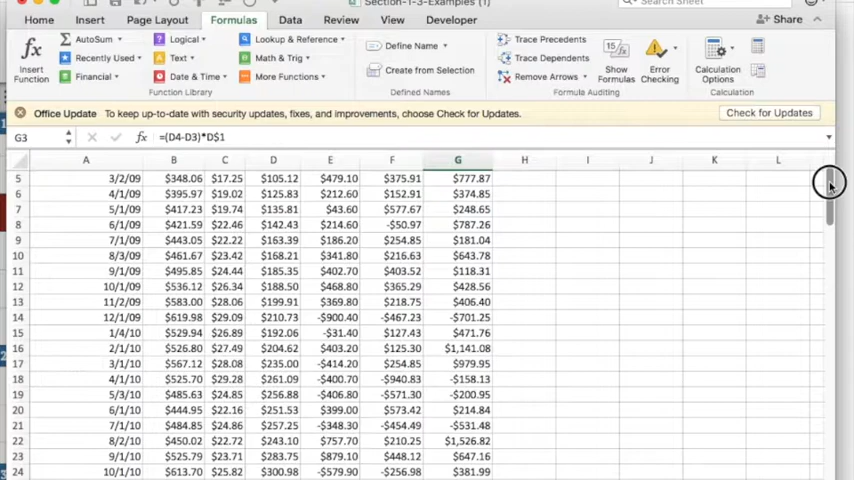 Section-1-3-Examples (1)
Search Sheet
Home Insert Page Layout Formulas Data Review View Developer Share
Insert Function
AutoSum
Recently Used
Financial
Logical
Text
Date & Time
Lookup & Reference
Math & Trig
More Functions
Function Library
Define Name
Create from Selection
Defined Names
Trace Precedents
Trace Dependents
Remove Arrows
Show Formulas
Error Checking
Formula Auditing
Calculation Options
Calculation
Office Update To keep up-to-date with security updates, fixes, and improvements, choose Check for Updates. Check for Updates
G3 fx =(D4-D3)*D$1
A B C D E F G H I J K L
5 3/2/09 $348.06 $17.25 $105.12 $479.10 $375.91 $777.87
6 4/1/09 $395.97 $19.02 $125.83 $212.60 $152.91 $374.85
7 5/1/09 $417.23 $19.74 $135.81 $43.60 $577.67 $248.65
8 6/1/09 $421.59 $22.46 $142.43 $214.60 -$50.97 $787.26
9 7/1/09 $443.05 $22.22 $163.39 $186.20 $254.85 $181.04
10 8/3/09 $461.67 $23.42 $168.21 $341.80 $216.63 $643.78
11 9/1/09 $495.85 $24.44 $185.35 $402.70 $403.52 $118.31
12 10/1/09 $536.12 $26.34 $188.50 $468.80 $365.29 $428.56
13 11/2/09 $583.00 $28.06 $199.91 $369.80 $218.75 $406.40
14 12/1/09 $619.98 $29.09 $210.73 -$900.40 -$467.23 -$701.25
15 1/4/10 $529.94 $26.89 $192.06 -$31.40 $127.43 $471.76
16 2/1/10 $526.80 $27.49 $204.62 $403.20 $125.30 $1,141.08
17 3/1/10 $567.12 $28.08 $235.00 -$414.20 $254.85 $979.95
18 4/1/10 $525.70 $29.28 $261.09 -$400.70 -$940.83 -$158.13
19 5/3/10 $485.63 $24.85 $256.88 -$406.80 -$571.30 -$200.95
20 6/1/10 $444.95 $22.16 $251.53 $399.00 $573.42 $214.84
21 7/1/10 $484.85 $24.86 $257.25 -$348.30 -$454.49 -$531.48
22 8/2/10 $450.02 $22.72 $243.10 $757.70 $210.25 $1,526.82
23 9/1/10 $525.79 $23.71 $283.75 $879.10 $448.12 $647.16
24 10/1/10 $613.70 $25.82 $300.98 -$579.90 -$256.98 $381.99